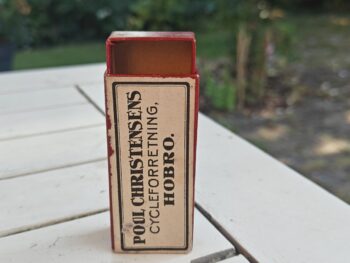 POUL CHRISTENSENS
CYCLEFORRETNING,
HOBRO.